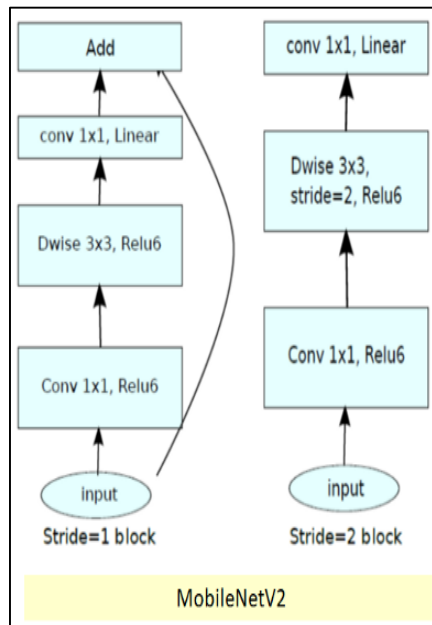 Add
conv 1x1, Linear
Dwise 3x3, Relu6
Conv 1x1, Relu6
input
Stride=1 block
conv 1x1, Linear
Dwise 3x3,
stride=2, Relu6
Conv 1x1, Relu6
input
Stride=2 block
MobileNetV2